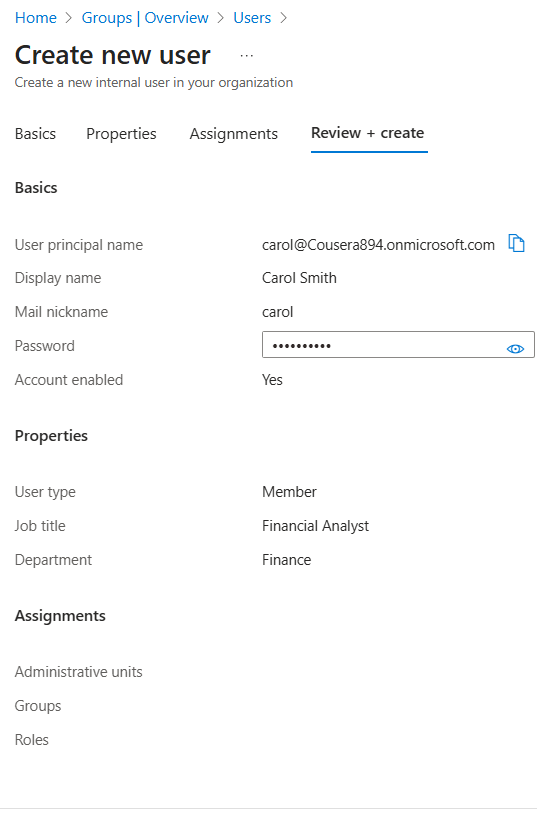 Home > Groups | Overview > Users >
Create new user ...
Create a new internal user in your organization
Basics Properties Assignments Review + create
Basics
User principal name carol@Cousera894.onmicrosoft.com
Display name Carol Smith
Mail nickname carol
Password ••••••••••
Account enabled Yes
Properties
User type Member
Job title Financial Analyst
Department Finance
Assignments
Administrative units
Groups
Roles